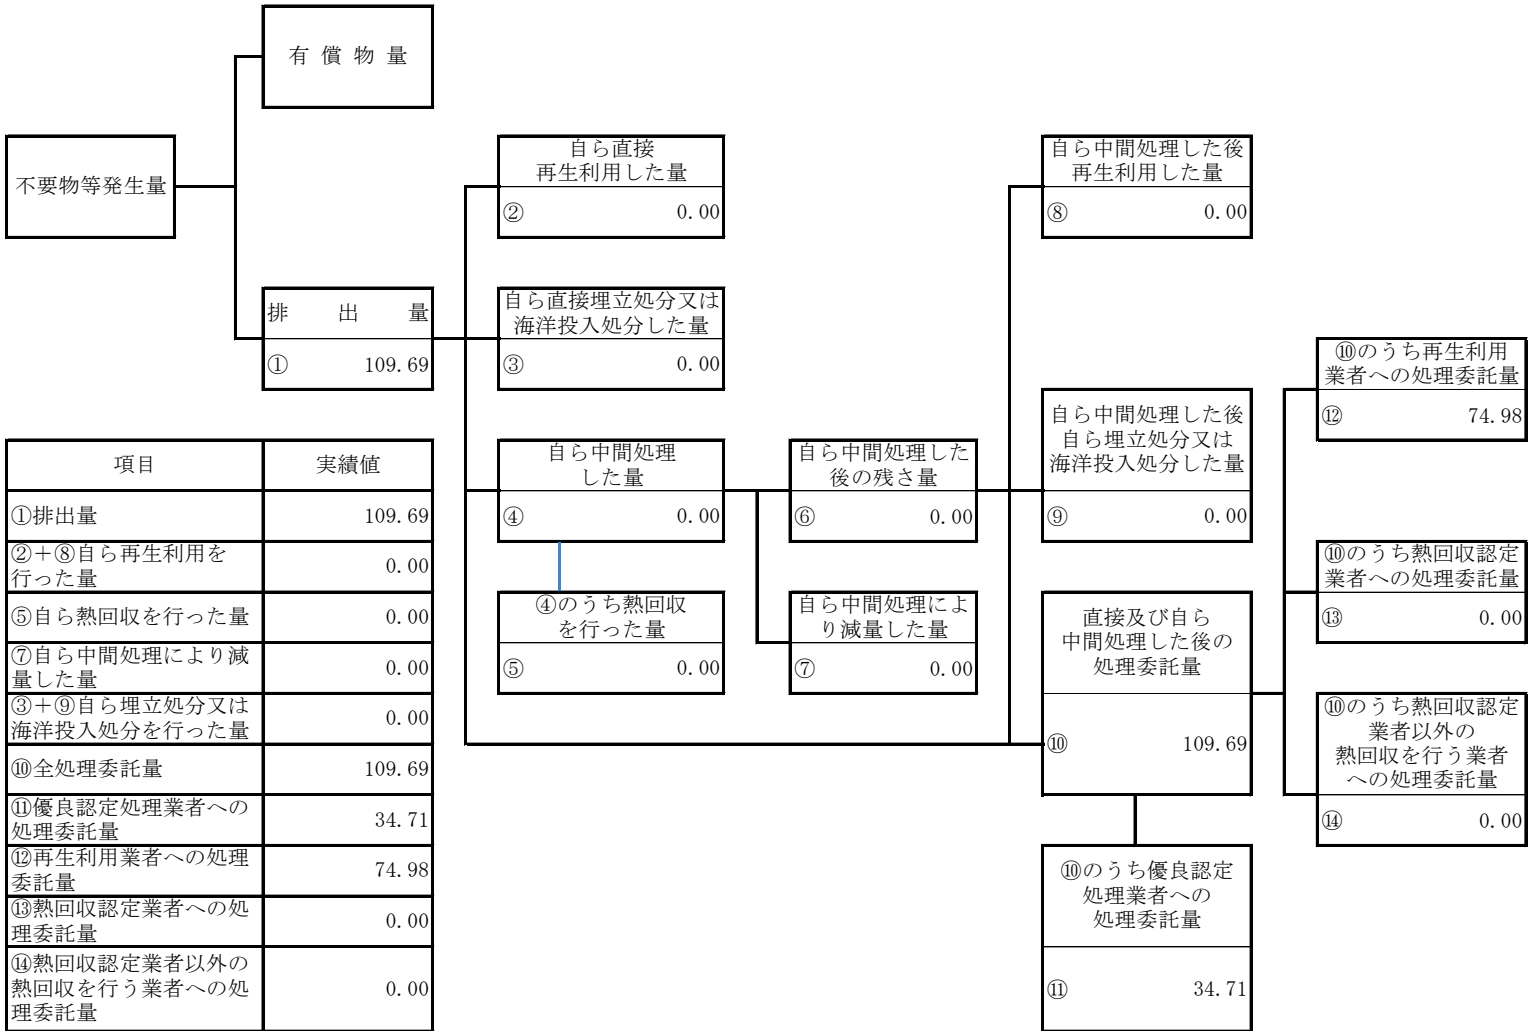 有償物量
不要物等発生量
排出量
① 109.69
自ら直接
再生利用した量
② 0.00
自ら直接埋立処分又は
海洋投入処分した量
③ 0.00
自ら中間処理
した量
④ 0.00
④のうち熱回収
を行った量
⑤ 0.00
自ら中間処理した
後の残さ量
⑥ 0.00
自ら中間処理によ
り減量した量
⑦ 0.00
自ら中間処理した後
再生利用した量
⑧ 0.00
自ら中間処理した後
自ら埋立処分又は
海洋投入処分した量
⑨ 0.00
直接及び自ら
中間処理した後の
処理委託量
⑩ 109.69
⑩のうち優良認定
処理業者への
処理委託量
⑪ 34.71
⑩のうち再生利用
業者への処理委託量
⑫ 74.98
⑩のうち熱回収認定
業者への処理委託量
⑬ 0.00
⑩のうち熱回収認定
業者以外の
熱回収を行う業者
への処理委託量
⑭ 0.00
項目 実績値
①排出量 109.69
②＋⑧自ら再生利用を
行った量 0.00
⑤自ら熱回収を行った量 0.00
⑦自ら中間処理により減
量した量 0.00
③＋⑨自ら埋立処分又は
海洋投入処分を行った量 0.00
⑩全処理委託量 109.69
⑪優良認定処理業者への
処理委託量 34.71
⑫再生利用業者への処理
委託量 74.98
⑬熱回収認定業者への処
理委託量 0.00
⑭熱回収認定業者以外の
熱回収を行う業者への処
理委託量 0.00